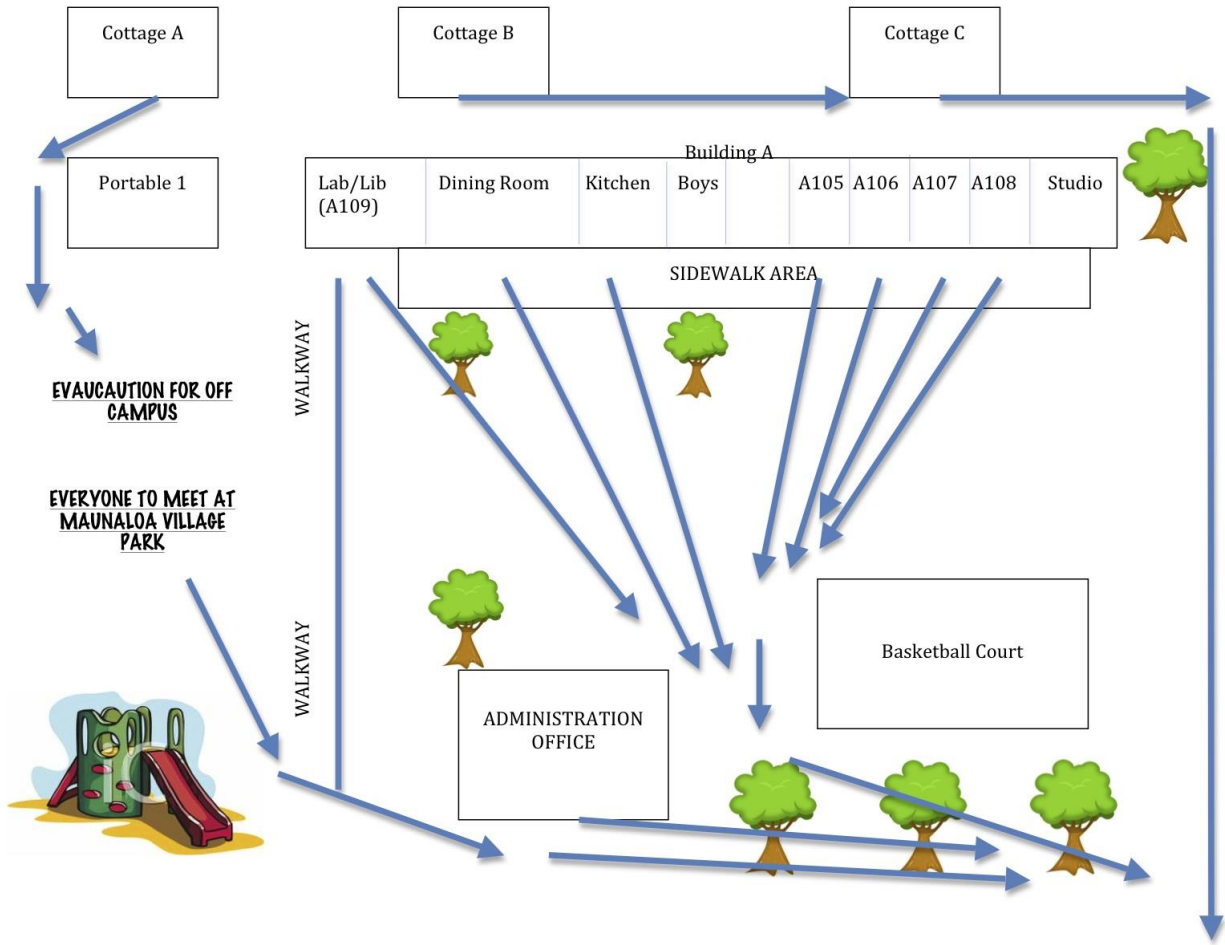 Cottage A
Cottage B
Cottage C
Building A
Portable 1
Lab/Lib
(A109)
Dining Room
Kitchen
Boys
A105
A106
A107
A108
Studio
SIDEWALK AREA
WALKWAY
EVAUCAUTION FOR OFF
CAMPUS
EVERYONE TO MEET AT
MAUNALOA VILLAGE
PARK
WALKWAY
Basketball Court
ADMINISTRATION
OFFICE
iC